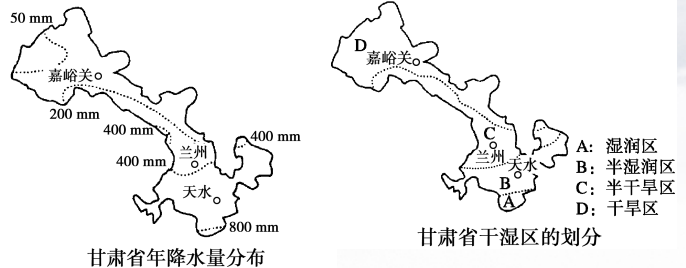 50 mm
嘉峪关
200 mm
400 mm
400 mm
400 mm
兰州
天水
800 mm
甘肃省年降水量分布
D
嘉峪关
C
兰州
天水
B
A
A：湿润区
B：半湿润区
C：半干旱区
D：干旱区
甘肃省干湿区的划分